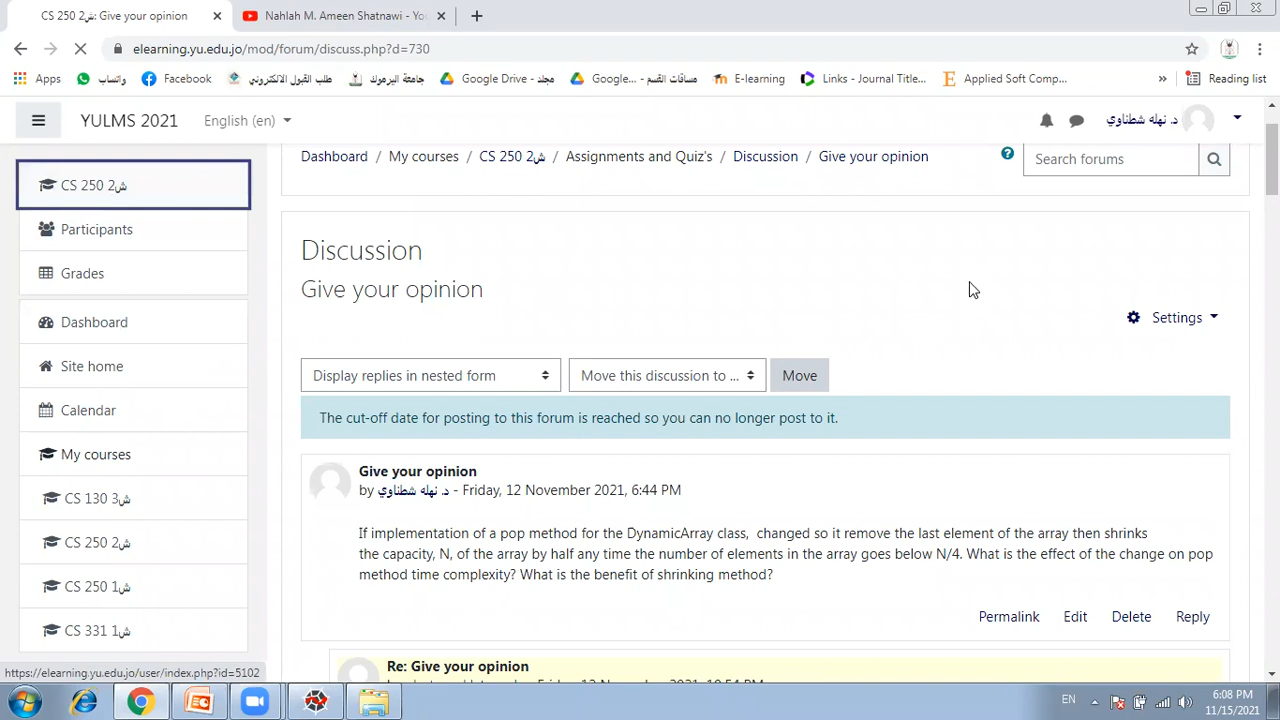 CS 250 ش2: Give your opinion
Nahlah M. Ameen Shatnawi - You
elearning.yu.edu.jo/mod/forum/discuss.php?d=730
Apps
واتساب
Facebook
طلب القبول الالكتروني
جامعة اليرموك
Google Drive - مجلد
Google... - مساقات القسم
E-learning
Links - Journal Title...
Applied Soft Comp...
»
Reading list
YULMS 2021
English (en)
د. نهله شطناوي
CS 250 ش2
Participants
Grades
Dashboard
Site home
Calendar
My courses
CS 130 ش3
CS 250 ش2
CS 250 ش1
CS 331 ش1
Dashboard / My courses / CS 250 ش2 / Assignments and Quiz's / Discussion / Give your opinion
Search forums
Discussion
Give your opinion
Settings
Display replies in nested form
Move this discussion to ...
Move
The cut-off date for posting to this forum is reached so you can no longer post to it.
Give your opinion
by د. نهله شطناوي - Friday, 12 November 2021, 6:44 PM
If implementation of a pop method for the DynamicArray class, changed so it remove the last element of the array then shrinks
the capacity, N, of the array by half any time the number of elements in the array goes below N/4. What is the effect of the change on pop
method time complexity? What is the benefit of shrinking method?
Permalink
Edit
Delete
Reply
Re: Give your opinion
https://elearning.yu.edu.jo/user/index.php?id=5102
EN
6:08 PM
11/15/2021